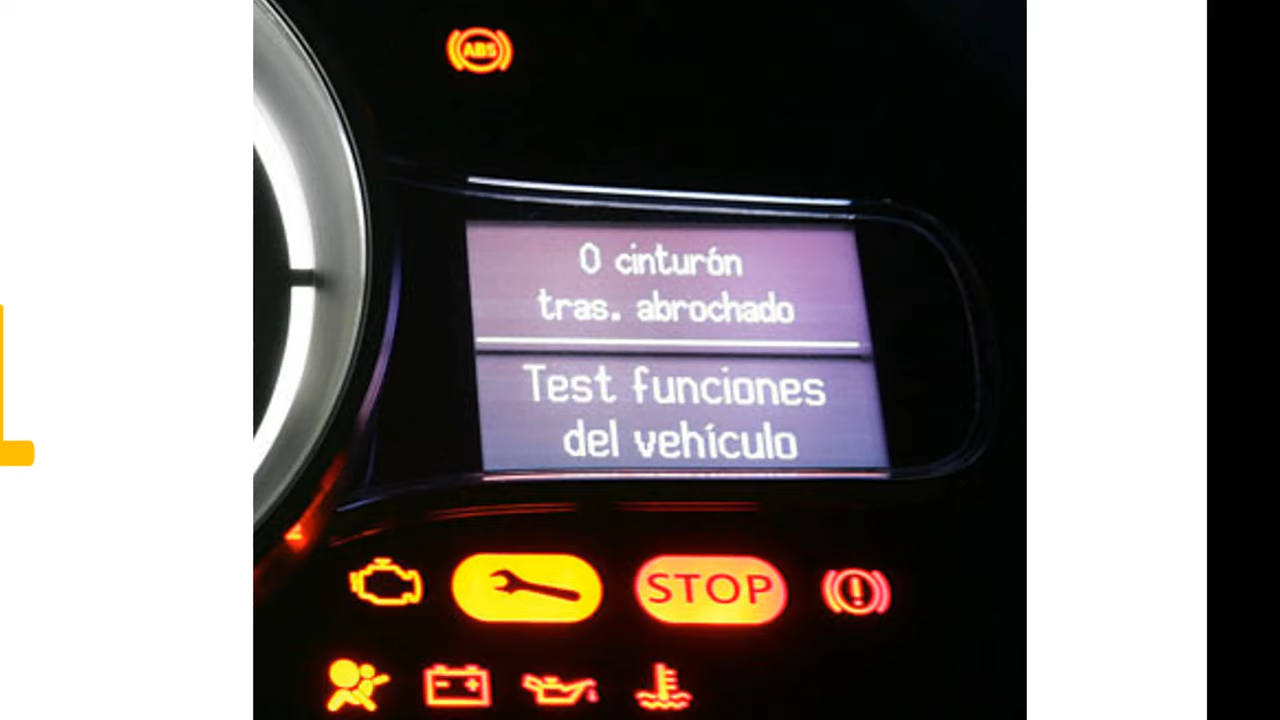 ABS
0 cinturón
tras. abrochado
Test funciones
del vehículo
STOP